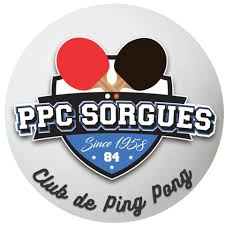 PPC SORGUES
Since 1958
84
Club de Ping Pong